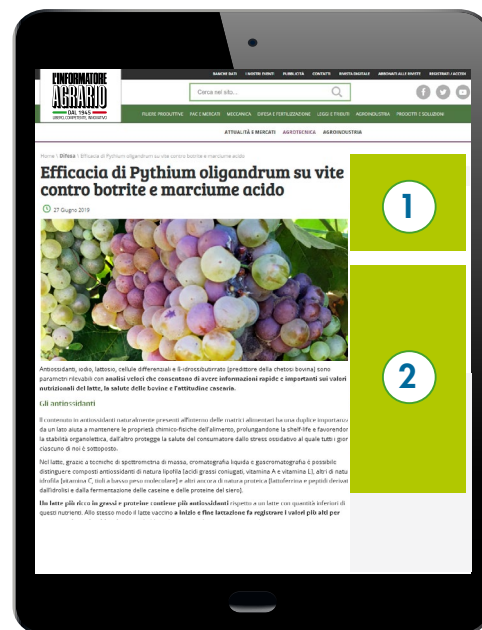 BANCHE DATI I NOSTRI EVENTI PUBBLICITÀ CONTATTI RIVISTA DIGITALE ABBONATI ALLE RIVISTE REGISTRATI / ACCEDI
L'INFORMATORE
AGRARIO
DAL 1945
LIBERO, COMPETENTE, INNOVATIVO
Cerca nel sito...
FILIERE PRODUTTIVE PAC E MERCATI MECCANICA DIFESA E FERTILIZZAZIONE LEGGI E TRIBUTI AGROINDUSTRIA PRODOTTI E SOLUZIONI
ATTUALITÀ E MERCATI AGROTECNICA AGROINDUSTRIA
Home \ Difesa \ Efficacia di Pythium oligandrum su vite contro botrite e marciume acido
Efficacia di Pythium oligandrum su vite
contro botrite e marciume acido
27 Giugno 2019
1
2
Antiossidanti, iodio, lattosio, cellule differenziali e ß-idrossibutirrato (predittore della chetosi bovina) sono
parametri rilevabili con analisi veloci che consentono di avere informazioni rapide e importanti sui valori
nutrizionali del latte, la salute delle bovine e l'attitudine casearia.
Gli antiossidanti
Il contenuto in antiossidanti naturalmente presenti all'interno delle matrici alimentari ha una duplice importanza:
da un lato aiuta a mantenere le proprietà chimico-fisiche dell'alimento, prolungandone la shelf-life e favorendone
la stabilità organolettica, dall'altro protegge la salute del consumatore dallo stress ossidativo al quale tutti i gior
ciascuno di noi è sottoposto.
Nel latte, grazie a tecniche di spettrometria di massa, cromatografia liquida e gascromatografia è possibile
distinguere composti antiossidanti di natura lipofila (acidi grassi coniugati, vitamina A e vitamina E), altri di natu
idrofila (vitamina C, tioli a basso peso molecolare) e altri ancora di natura proteica (lattoferrina e peptidi derivat
dall'idrolisi e dalla fermentazione delle caseine e delle proteine del siero).
Un latte più ricco in grassi e proteine contiene più antiossidanti rispetto a un latte con quantità inferiori di
questi nutrienti. Allo stesso modo il latte vaccino a inizio e fine lattazione fa registrare i valori più alti per